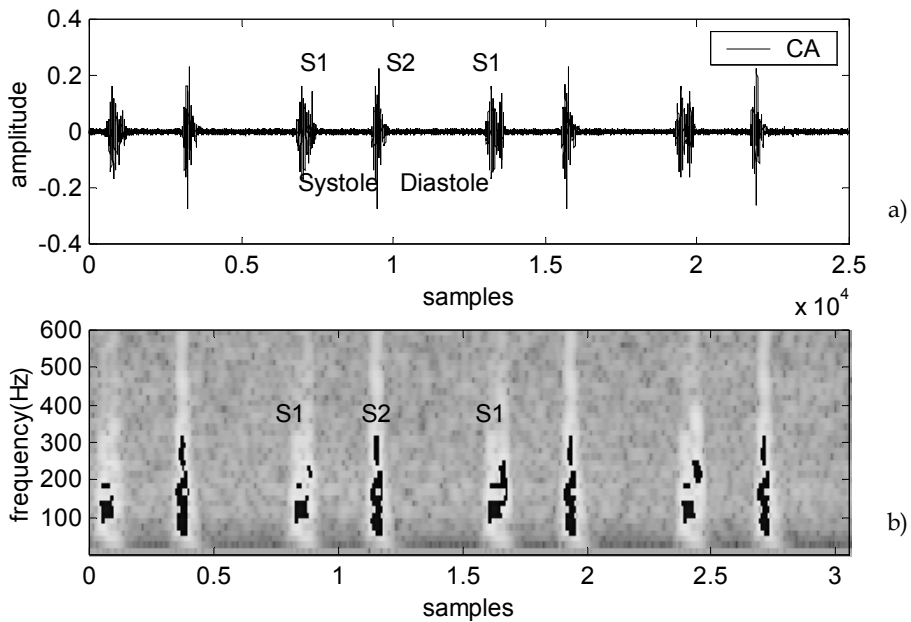 0.4
CA
S1 S2 S1
0.2
0
-0.2
-0.4
amplitude
Systole Diastole
a)
0 0.5 1 1.5 2 2.5
samples
x 10⁴
600
500
400
300
200
100
frequency(Hz)
S1 S2 S1
b)
0 0.5 1 1.5 2 2.5 3
samples